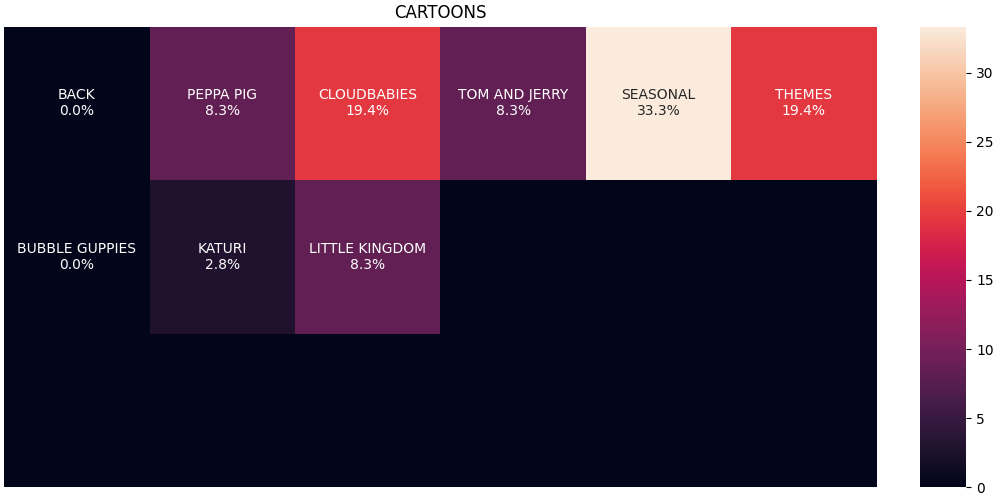 CARTOONS
BACK
0.0%
PEPPA PIG
8.3%
CLOUDBABIES
19.4%
TOM AND JERRY
8.3%
SEASONAL
33.3%
THEMES
19.4%
BUBBLE GUPPIES
0.0%
KATURI
2.8%
LITTLE KINGDOM
8.3%
30
25
20
15
10
5
0